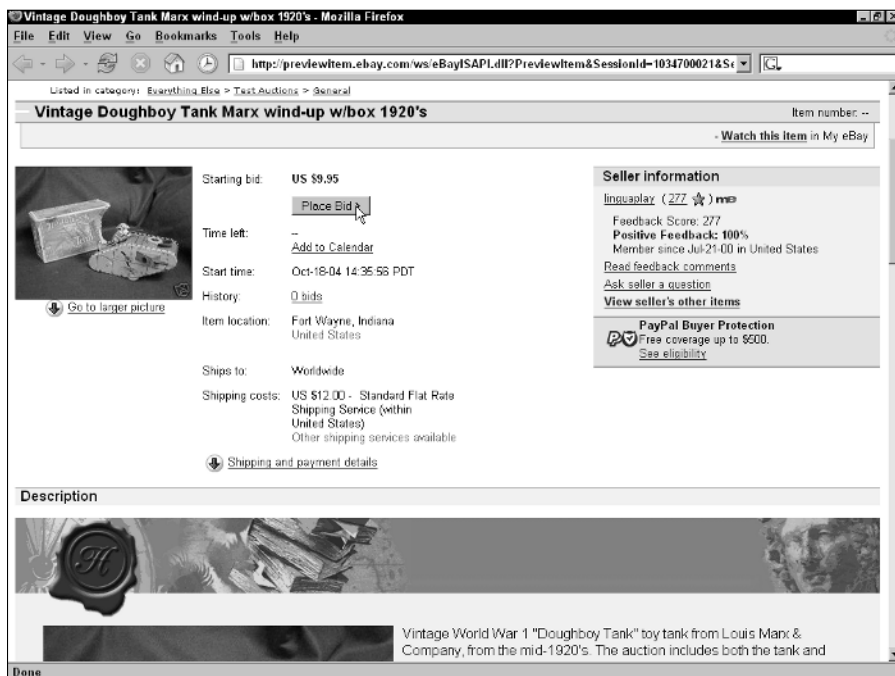 Vintage Doughboy Tank Marx wind-up w/box 1920's - Mozilla Firefox
File Edit View Go Bookmarks Tools Help
http://previewitem.ebay.com/ws/eBayISAPI.dll?PreviewItem&SessionId=1034700021&Se
G
Listed in category: Everything Else > Test Auctions > General
Vintage Doughboy Tank Marx wind-up w/box 1920's
Item number: --
- Watch this item in My eBay
Starting bid: US $9.95
Place Bid >
Time left: --
Add to Calendar
Start time: Oct-18-04 14:35:56 PDT
History: 0 bids
Go to larger picture
Item location: Fort Wayne, Indiana
United States
Ships to: Worldwide
Shipping costs: US $12.00 - Standard Flat Rate
Shipping Service (within
United States)
Other shipping services available
Shipping and payment details
Seller information
linguaplay ( 277 ) me
Feedback Score: 277
Positive Feedback: 100%
Member since Jul-21-00 in United States
Read feedback comments
Ask seller a question
View seller's other items
PayPal Buyer Protection
Free coverage up to $500.
See eligibility
Description
H
Vintage World War 1 "Doughboy Tank" toy tank from Louis Marx &
Company, from the mid-1920's. The auction includes both the tank and
Done